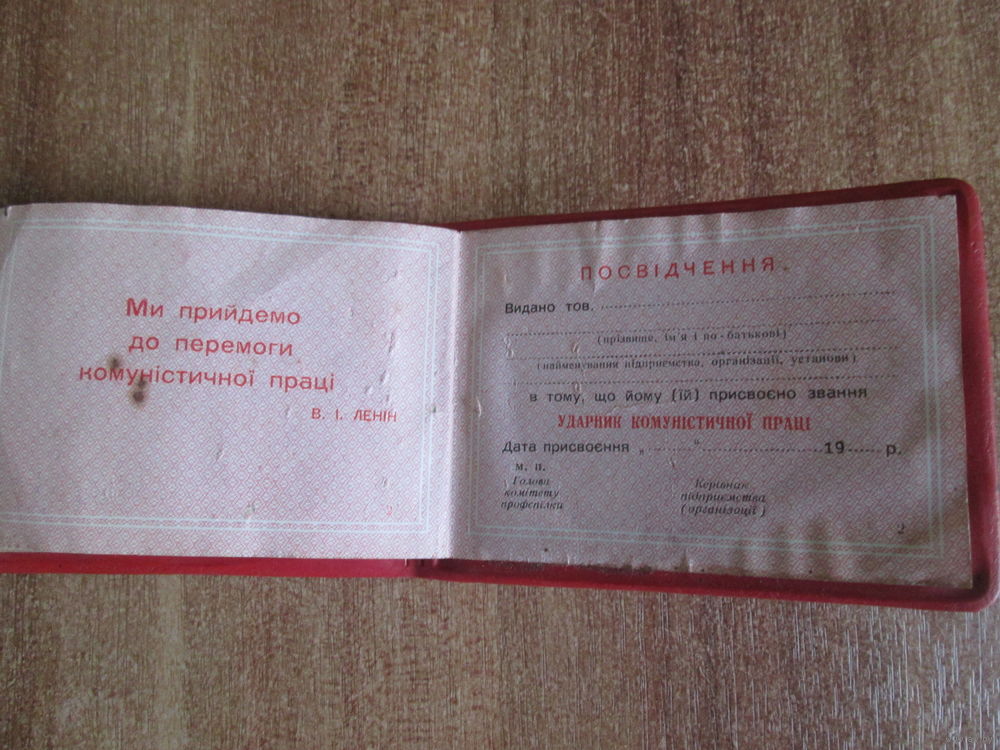 Ми прийдемо
до перемоги
комуністичної праці
В. І. ЛЕНІН
ПОСВІДЧЕННЯ
Видано тов.
(прізвище, ім'я і по-батькові)
(найменування підприємства, організації, установи)
в тому, що йому (їй) присвоєно звання
УДАРНИК КОМУНІСТИЧНОЇ ПРАЦІ
Дата присвоєння „ “ 19 р.
м. п.
Голова
комітету
профспілки
Керівник
підприємства
(організації)
2